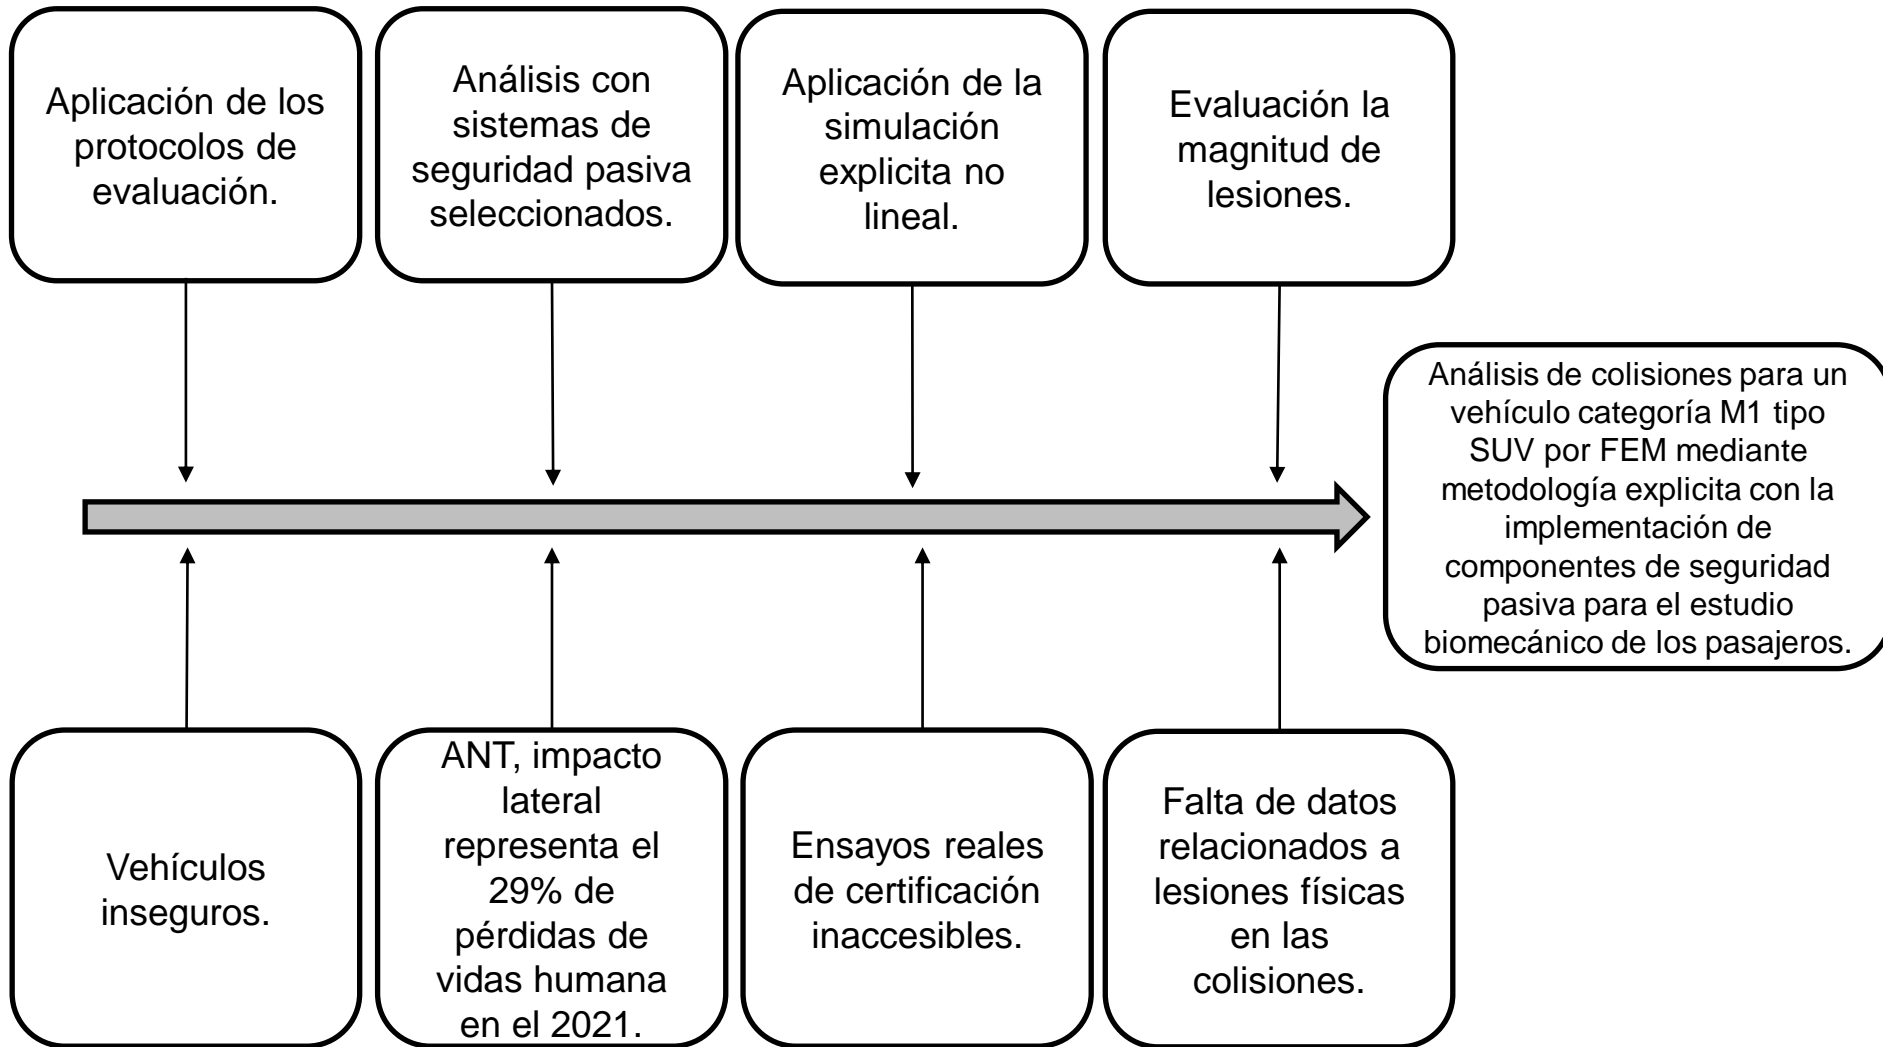 Aplicación de los
protocolos de
evaluación.
Análisis con
sistemas de
seguridad pasiva
seleccionados.
Aplicación de la
simulación
explicita no
lineal.
Evaluación la
magnitud de
lesiones.
Análisis de colisiones para un
vehículo categoría M1 tipo
SUV por FEM mediante
metodología explicita con la
implementación de
componentes de seguridad
pasiva para el estudio
biomecánico de los pasajeros.
Vehículos
inseguros.
ANT, impacto
lateral
representa el
29% de
pérdidas de
vidas humana
en el 2021.
Ensayos reales
de certificación
inaccesibles.
Falta de datos
relacionados a
lesiones físicas
en las
colisiones.